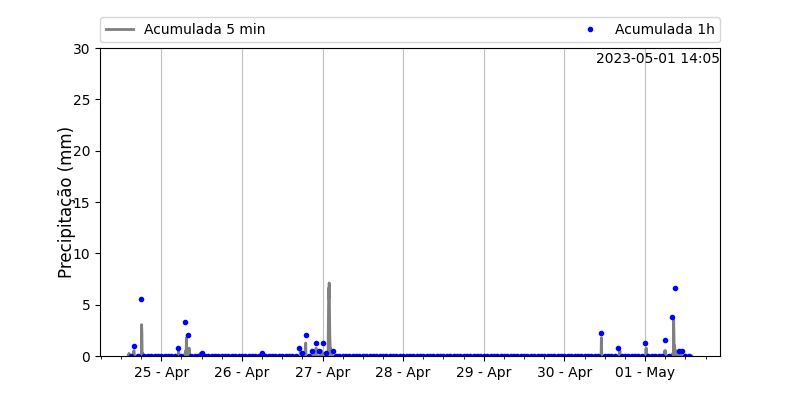 Acumulada 5 min
Acumulada 1h
2023-05-01 14:05
Precipitação (mm)
30
25
20
15
10
5
0
25 - Apr
26 - Apr
27 - Apr
28 - Apr
29 - Apr
30 - Apr
01 - May